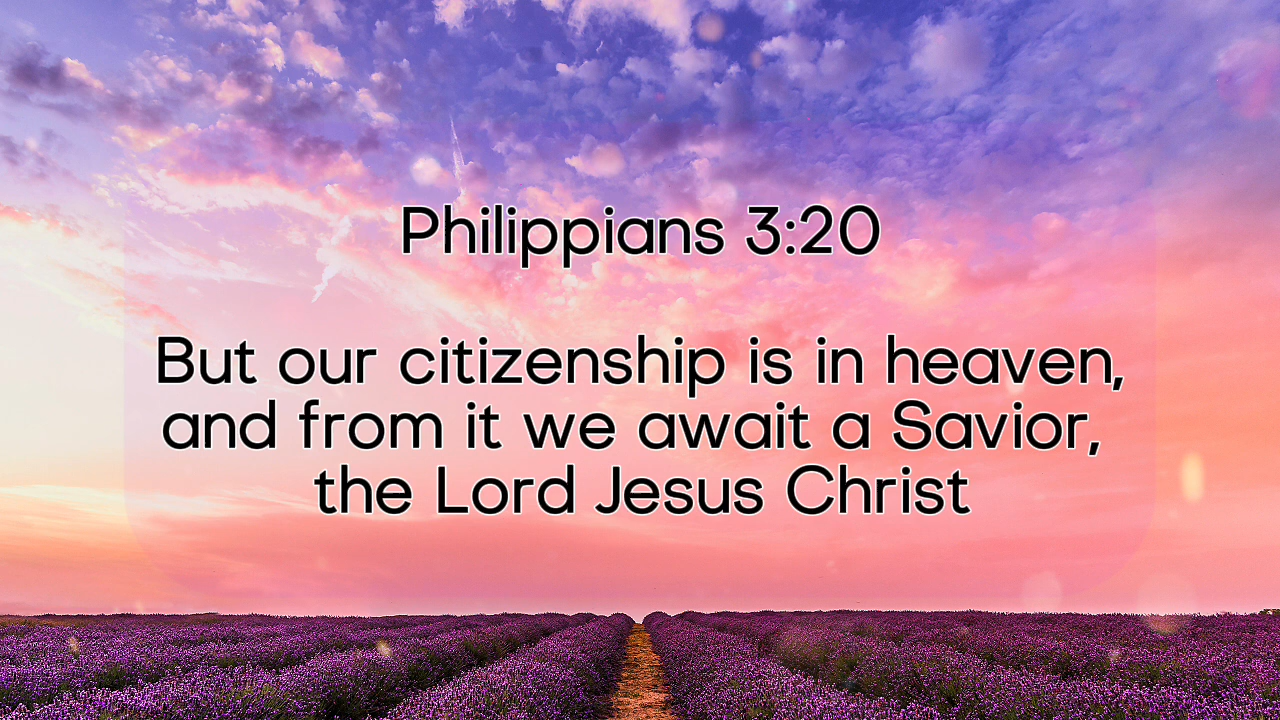 Philippians 3:20
But our citizenship is in heaven,
and from it we await a Savior,
the Lord Jesus Christ